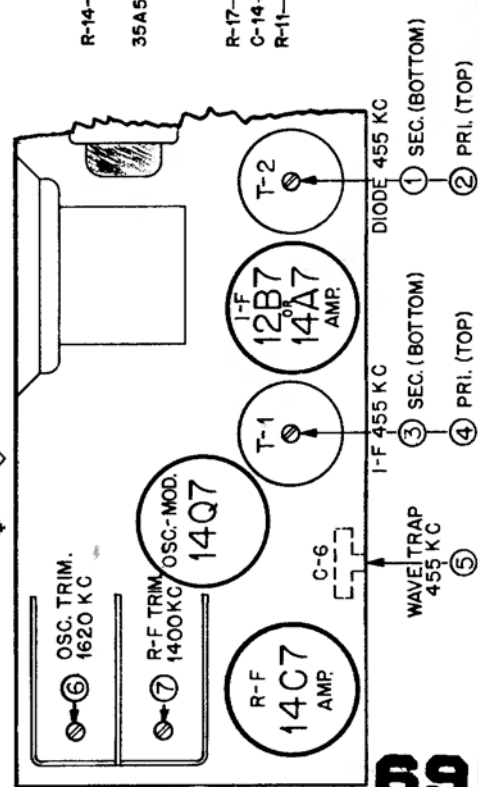 R-14-
35A5
R-17-
C-14-
R-11-
⑥ OSC. TRIM.
1620 KC
⑦ R-F TRIM.
1400KC
OSC.-MOD.
14Q7
R-F
14C7
AMP.
C-6
T-1
I-F
12B7
OR
14A7
AMP.
T-2
WAVE TRAP
455 KC
⑤
I-F 455 KC
③ SEC. (BOTTOM)
④ PRI. (TOP)
DIODE 455 KC
① SEC. (BOTTOM)
② PRI. (TOP)
69